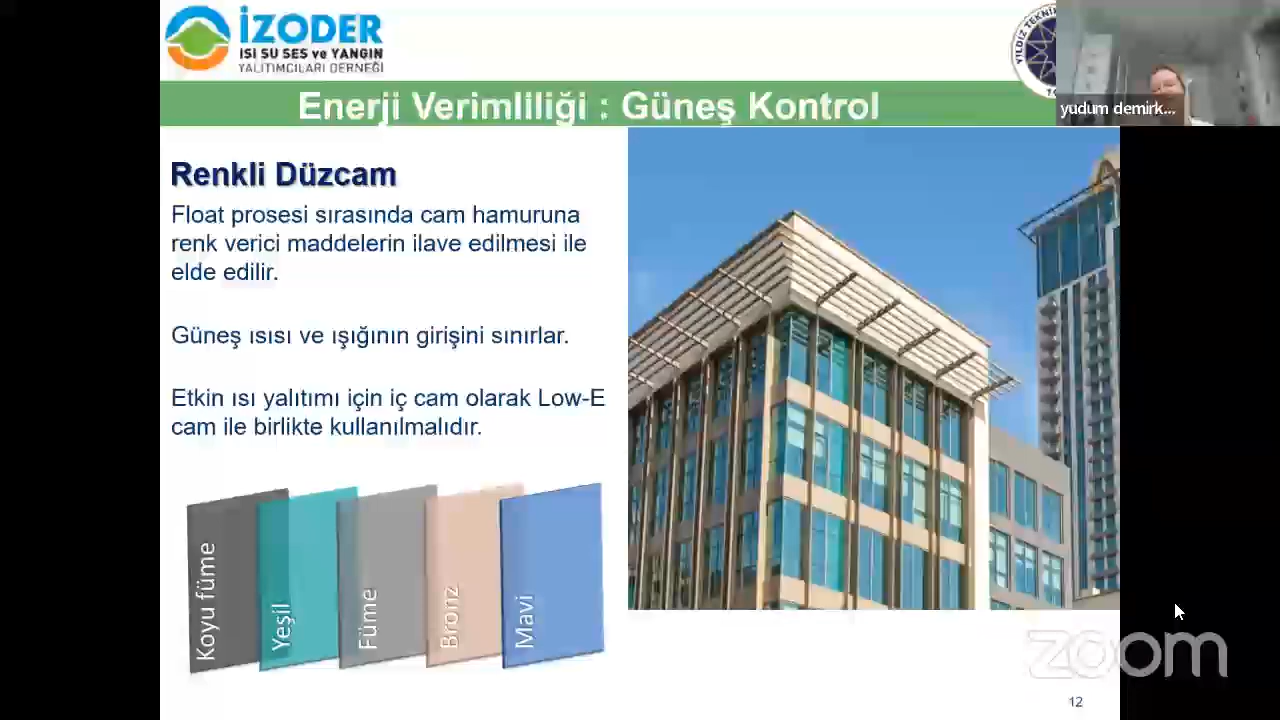 İZODER
ISI SU SES ve YANGIN
YALITIMCILARI DERNEĞİ
YILDIZ TEKNİK
yudum demirk...
Enerji Verimliliği : Güneş Kontrol
Renkli Düzcam
Float prosesi sırasında cam hamuruna
renk verici maddelerin ilave edilmesi ile
elde edilir.
Güneş ısısı ve ışığının girişini sınırlar.
Etkin ısı yalıtımı için iç cam olarak Low-E
cam ile birlikte kullanılmalıdır.
Koyu füme
Yeşil
Füme
Bronz
Mavi
zoom
12